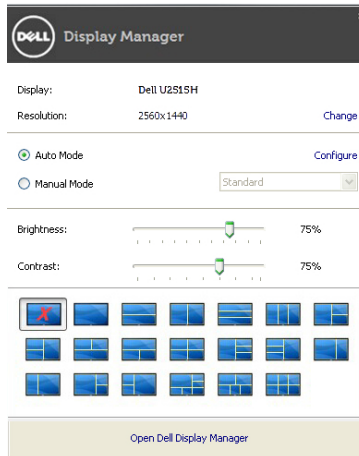 DELL Display Manager
Display: Dell U2515H
Resolution: 2560x1440 Change
Auto Mode Configure
Manual Mode Standard
Brightness: 75%
Contrast: 75%
Open Dell Display Manager